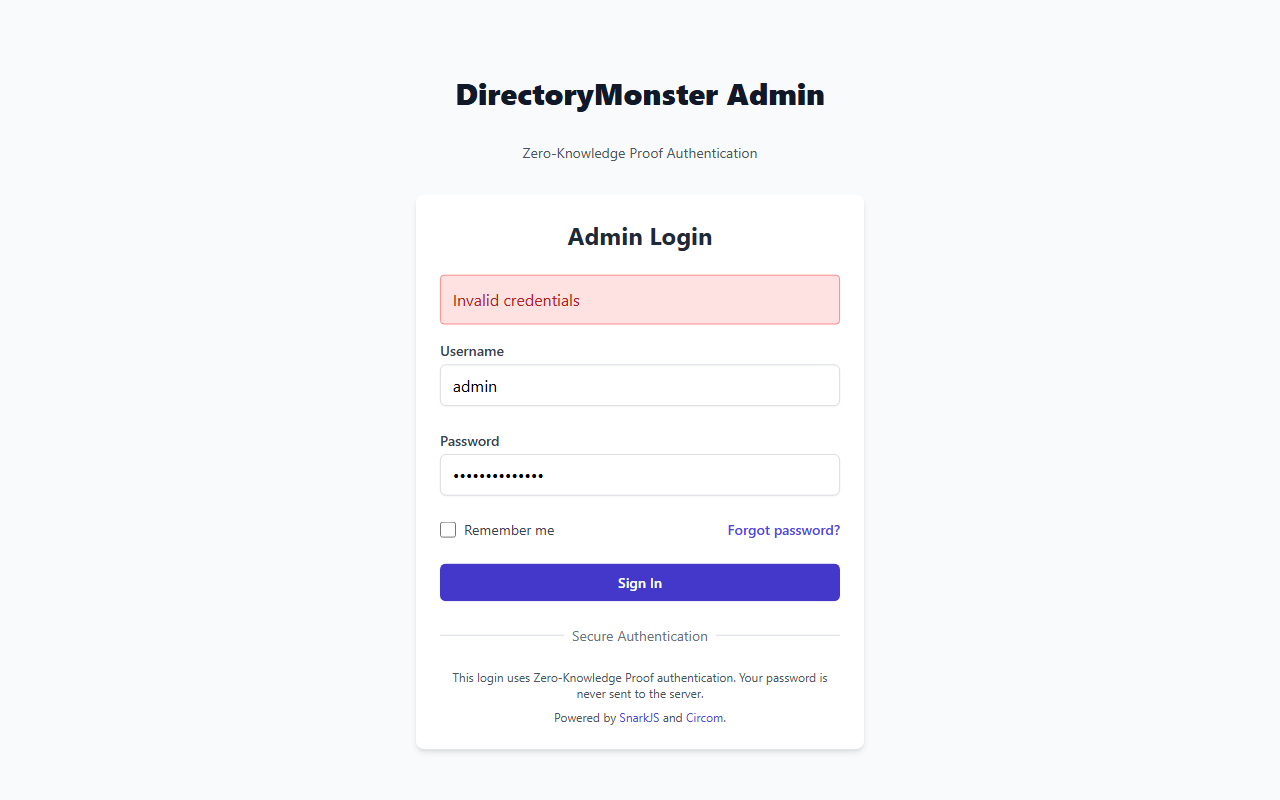 DirectoryMonster Admin
Zero-Knowledge Proof Authentication
Admin Login
Invalid credentials
Username
admin
Password
••••••••••••••
Remember me
Forgot password?
Sign In
Secure Authentication
This login uses Zero-Knowledge Proof authentication. Your password is
never sent to the server.
Powered by SnarkJS and Circom.